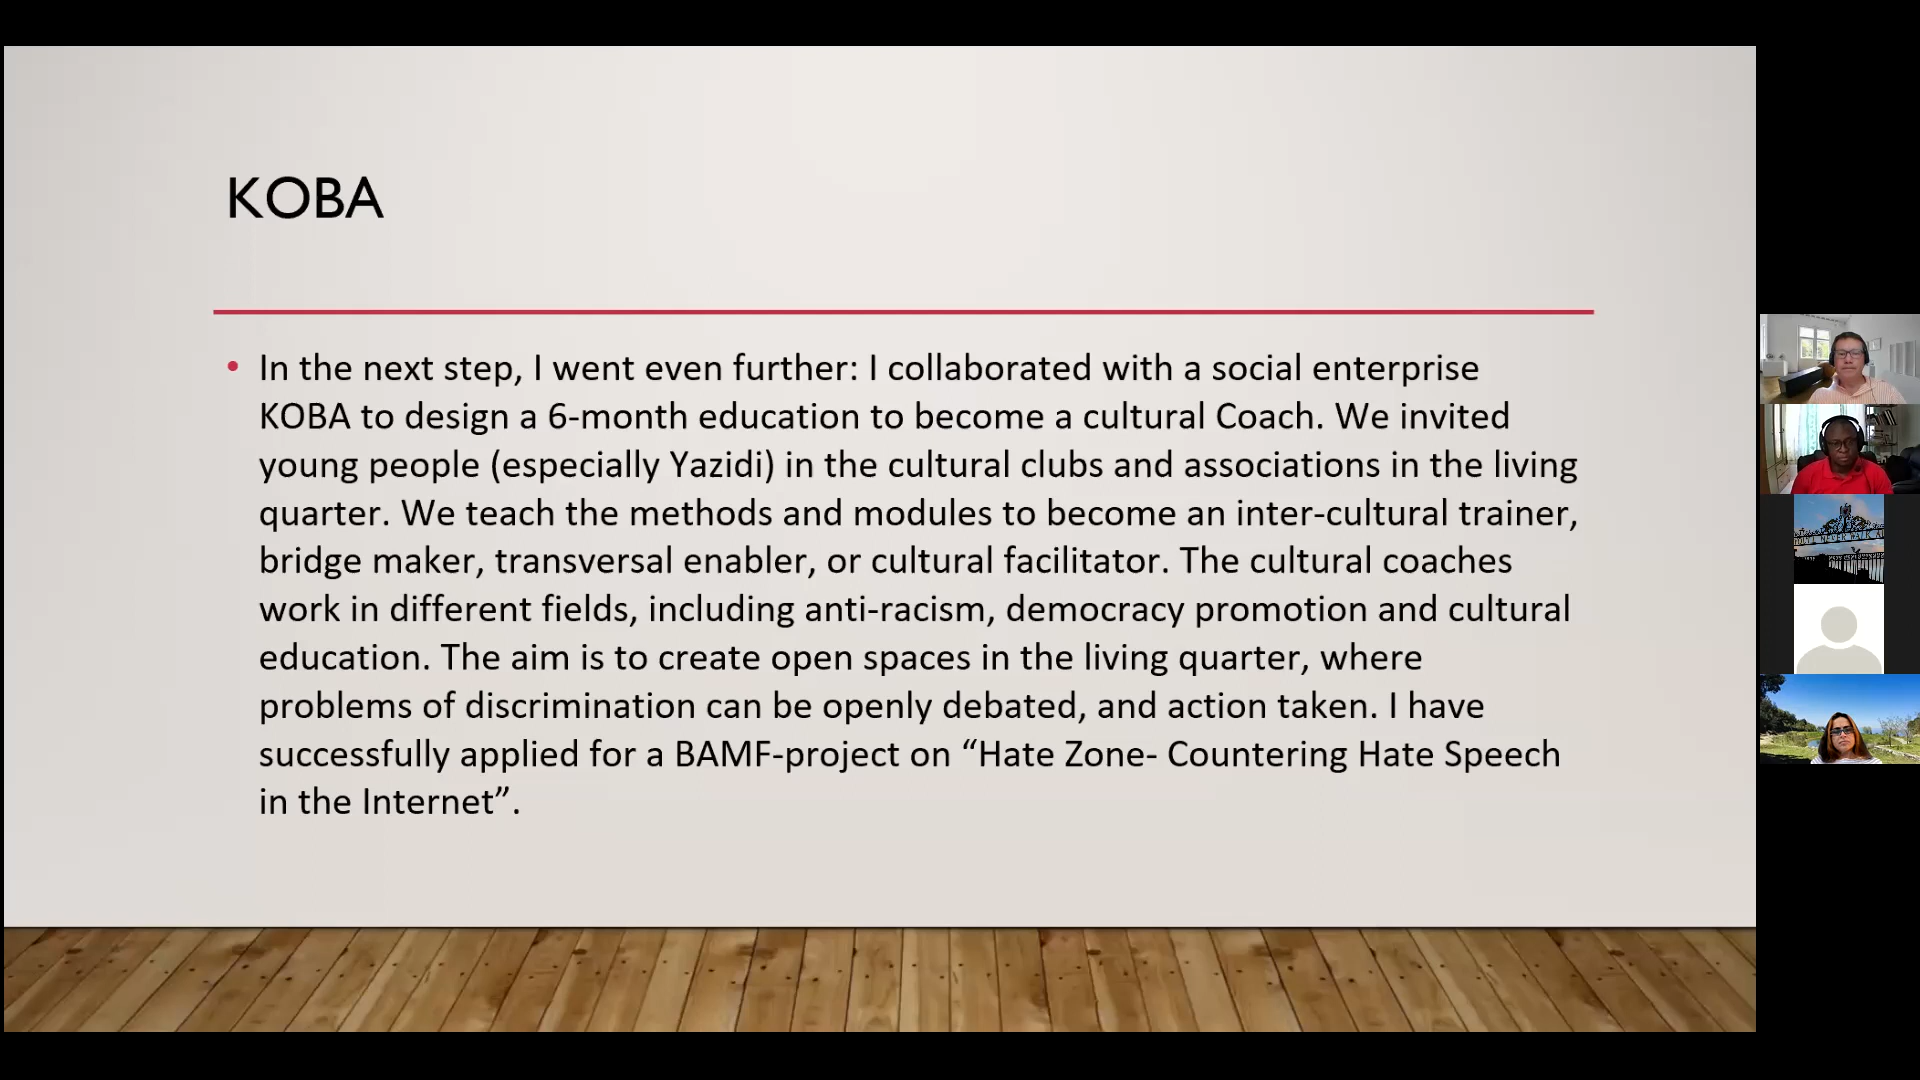 KOBA
• In the next step, I went even further: I collaborated with a social enterprise
KOBA to design a 6-month education to become a cultural Coach. We invited
young people (especially Yazidi) in the cultural clubs and associations in the living
quarter. We teach the methods and modules to become an inter-cultural trainer,
bridge maker, transversal enabler, or cultural facilitator. The cultural coaches
work in different fields, including anti-racism, democracy promotion and cultural
education. The aim is to create open spaces in the living quarter, where
problems of discrimination can be openly debated, and action taken. I have
successfully applied for a BAMF-project on “Hate Zone- Countering Hate Speech
in the Internet”.